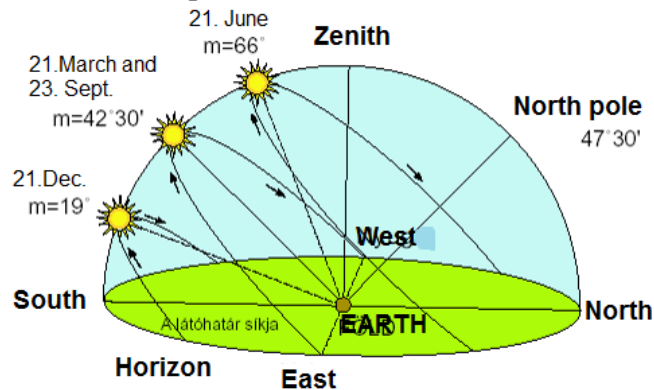 21. June
m=66°
Zenith
21.March and
23. Sept.
m=42°30'
North pole
47°30'
21.Dec.
m=19°
West
South
EARTH
North
A látóhatár síkja
Horizon
East